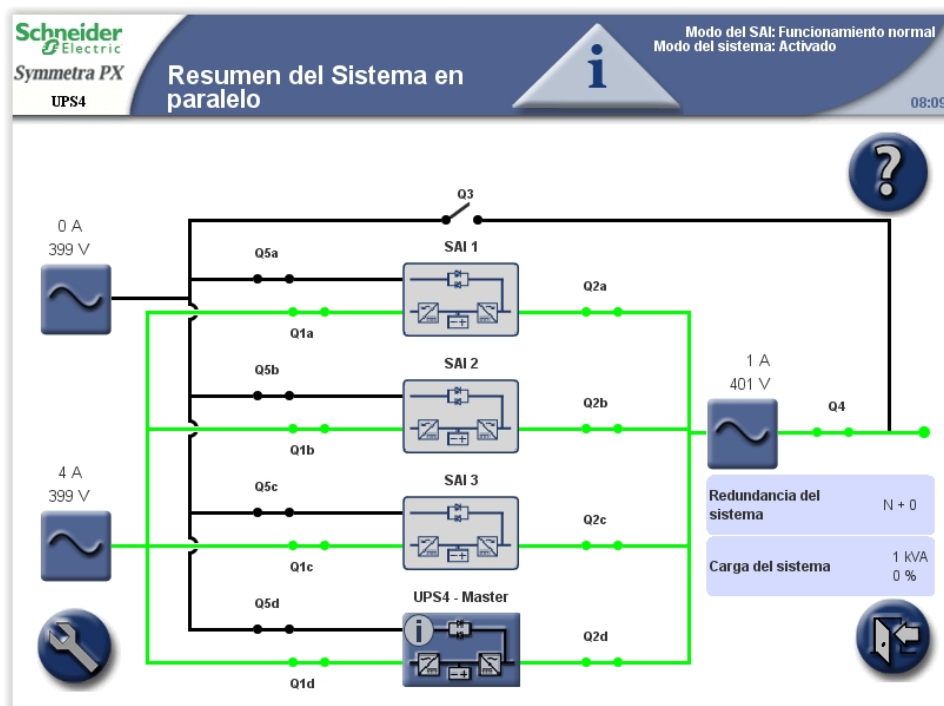 Schneider
Electric
Symmetra PX
UPS4
Resumen del Sistema en
paralelo
i
Modo del SAI: Funcionamiento normal
Modo del sistema: Activado
08:09
?
Q3
0 A
399 V
Q5a
SAI 1
Q2a
Q1a
Q5b
SAI 2
Q2b
Q1b
1 A
401 V
Q4
4 A
399 V
Q5c
SAI 3
Q2c
Q1c
Redundancia del
sistema
N + 0
Carga del sistema
1 kVA
0 %
Q5d
UPS4 - Master
i
Q2d
Q1d